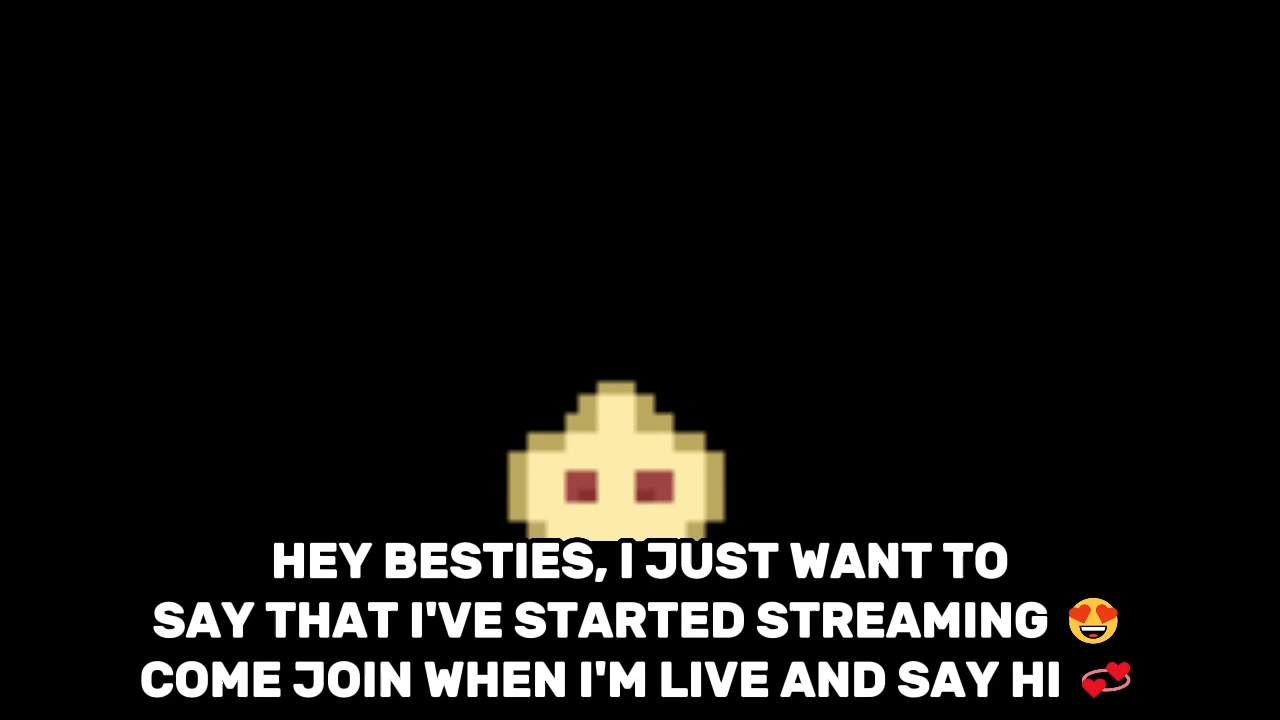 HEY BESTIES, I JUST WANT TO
SAY THAT I'VE STARTED STREAMING 😍
COME JOIN WHEN I'M LIVE AND SAY HI 💞